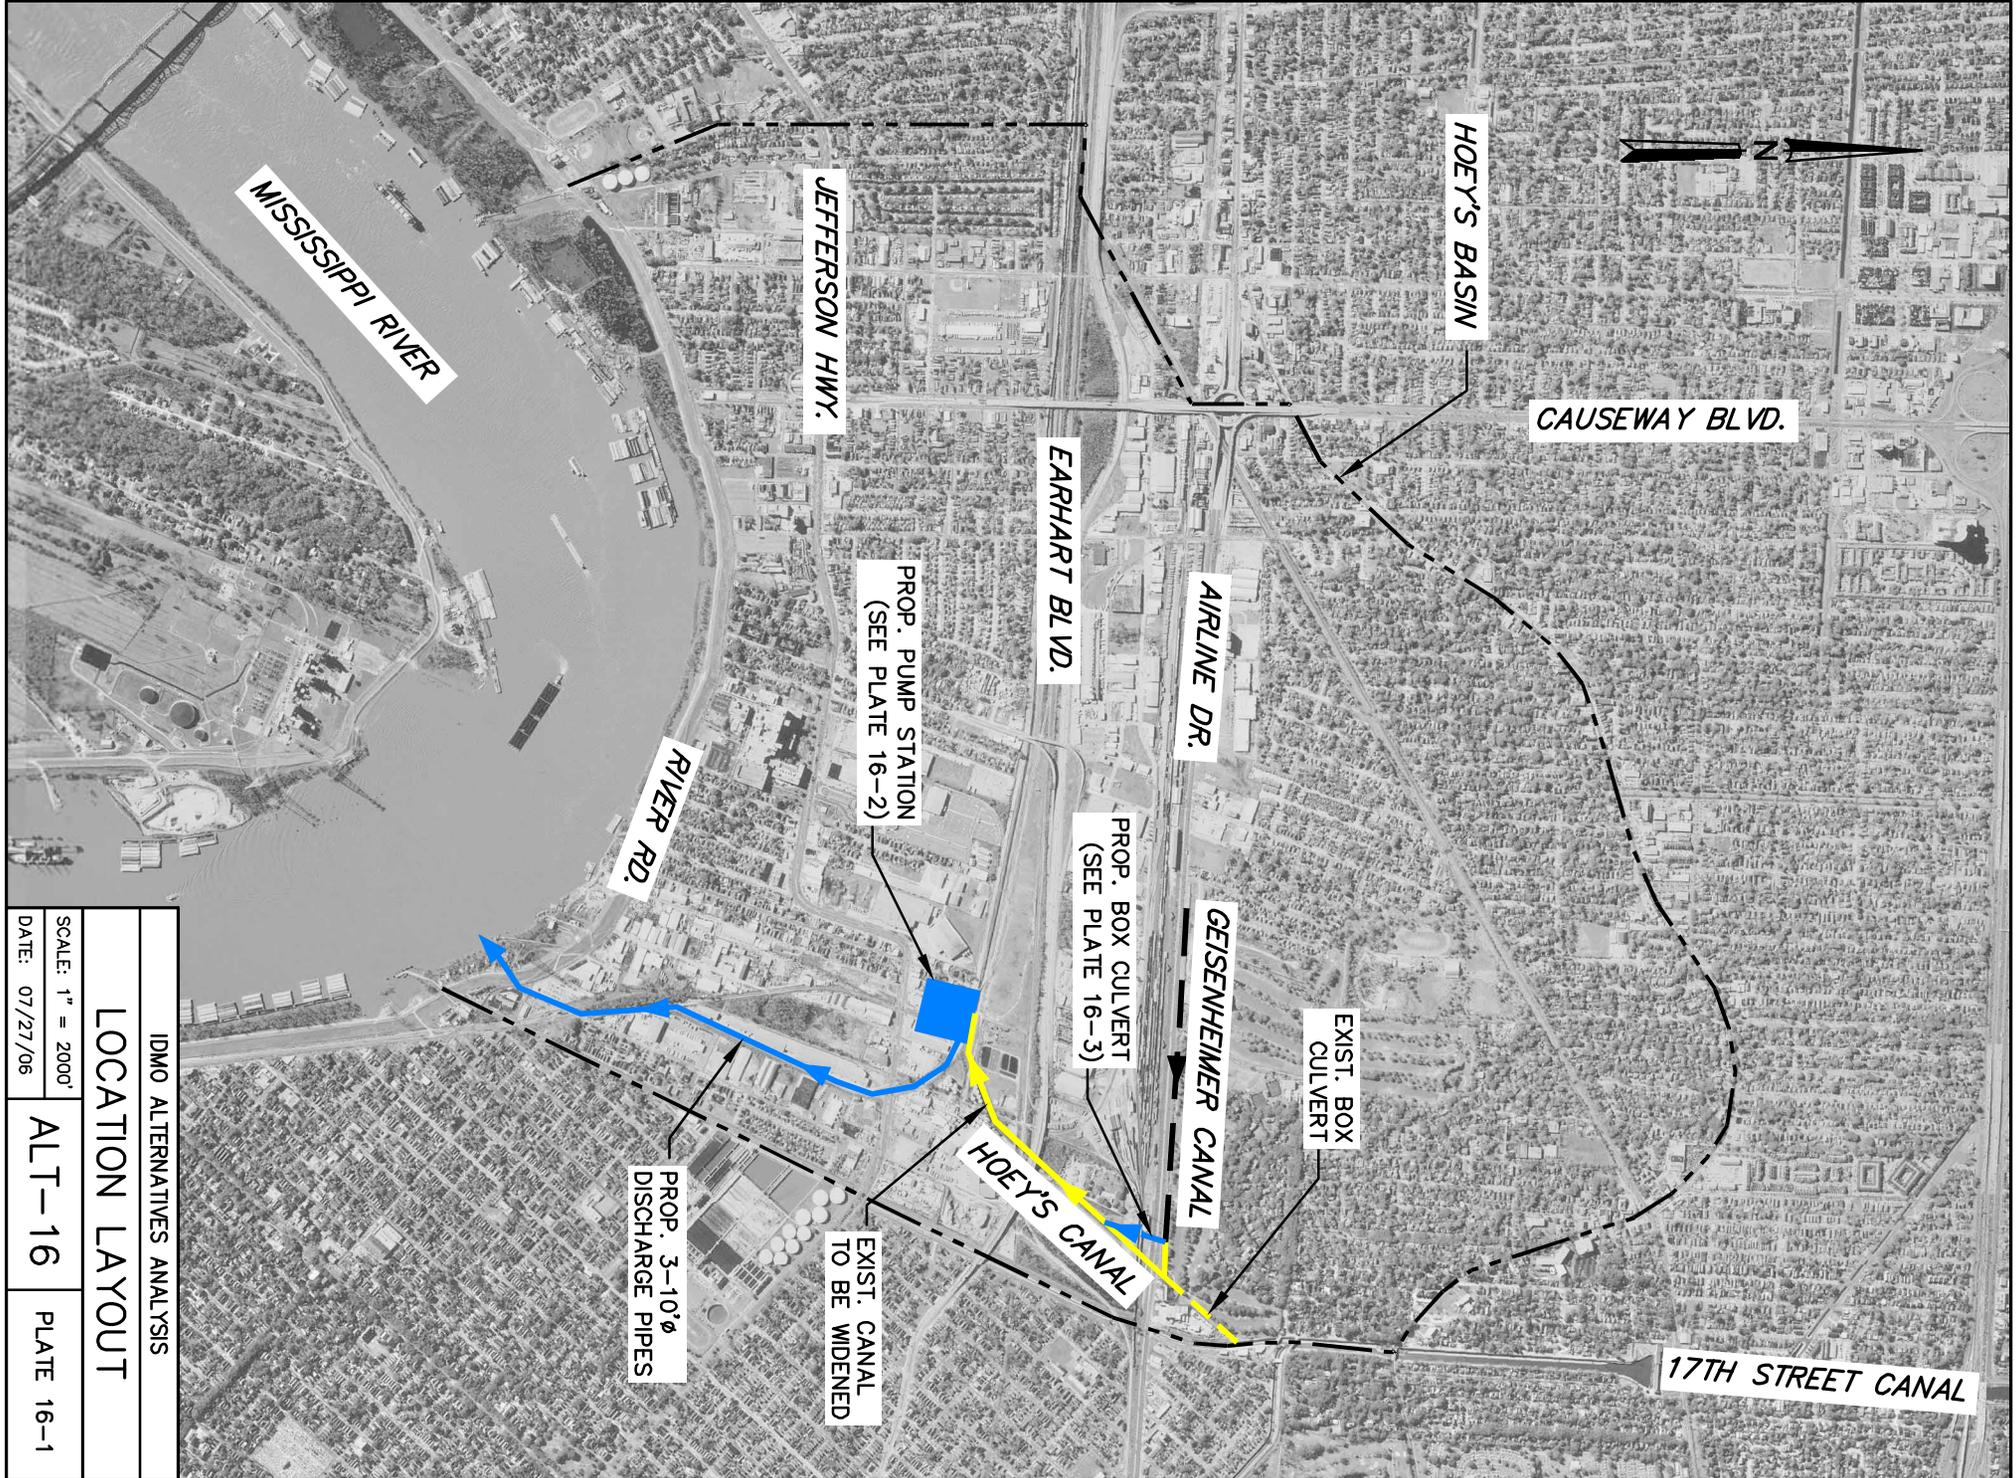 HOEY'S BASIN
N
CAUSEWAY BLVD.
JEFFERSON HWY.
MISSISSIPPI RIVER
EARHART BLVD.
AIRLINE DR.
PROP. PUMP STATION
(SEE PLATE 16-2)
RIVER RD.
PROP. BOX CULVERT
(SEE PLATE 16-3)
GEISENHEIMER CANAL
EXIST. BOX
CULVERT
HOEY'S CANAL
17TH STREET CANAL
EXIST. CANAL
TO BE WIDENED
PROP. 3-10'ø
DISCHARGE PIPES
IDMO ALTERNATIVES ANALYSIS
LOCATION LAYOUT
SCALE: 1" = 2000'
DATE: 07/27/06
ALT-16
PLATE 16-1